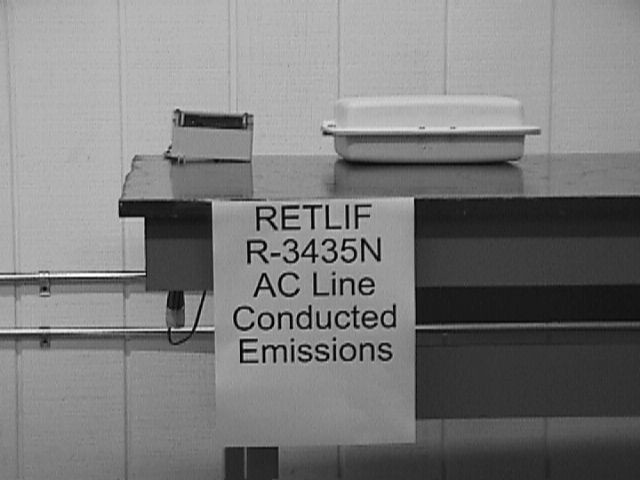 RETLIF
R-3435N
AC Line
Conducted
Emissions